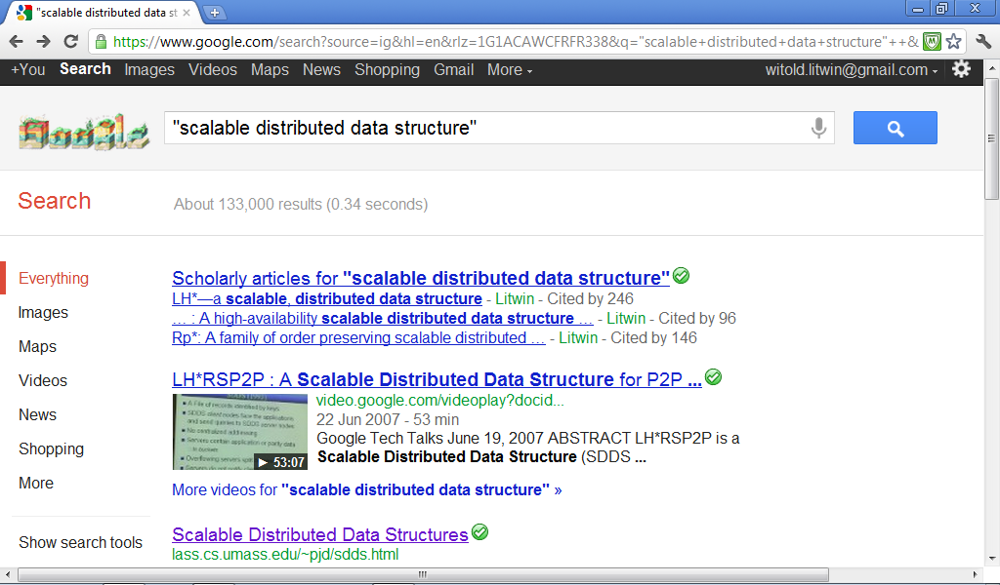 "scalable distributed data st
https://www.google.com/search?source=ig&hl=en&rlz=1G1ACAWCFRFR338&q="scalable+distributed+data+structure"++&
+You Search Images Videos Maps News Shopping Gmail More witold.litwin@gmail.com
Google
"scalable distributed data structure"
Search About 133,000 results (0.34 seconds)
Everything
Images
Maps
Videos
News
Shopping
More
Show search tools
Scholarly articles for "scalable distributed data structure"
LH*—a scalable, distributed data structure - Litwin - Cited by 246
… : A high-availability scalable distributed data structure … - Litwin - Cited by 96
Rp*: A family of order preserving scalable distributed … - Litwin - Cited by 146
LH*RSP2P : A Scalable Distributed Data Structure for P2P ...
53:07
video.google.com/videoplay?docid...
22 Jun 2007 - 53 min
Google Tech Talks June 19, 2007 ABSTRACT LH*RSP2P is a
Scalable Distributed Data Structure (SDDS ...
More videos for "scalable distributed data structure" »
Scalable Distributed Data Structures
lass.cs.umass.edu/~pjd/sdds.html